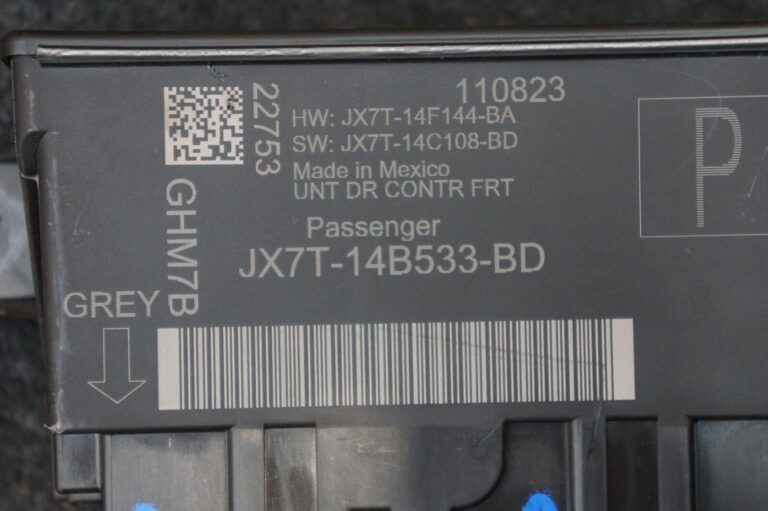 110823
22753
HW: JX7T-14F144-BA
SW: JX7T-14C108-BD
Made in Mexico
UNT DR CONTR FRT
P
GHM7B
Passenger
JX7T-14B533-BD
GREY